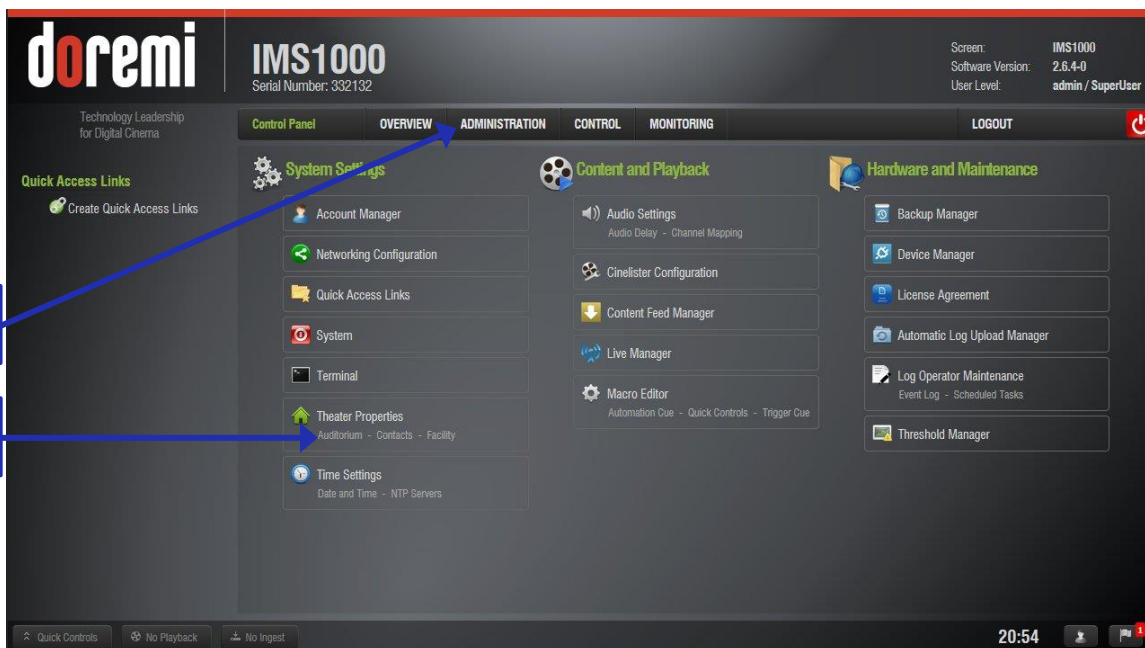 doremi
Technology Leadership
for Digital Cinema
IMS1000
Serial Number: 332132
Screen: IMS1000
Software Version: 2.6.4-0
User Level: admin / SuperUser
Control Panel OVERVIEW ADMINISTRATION CONTROL MONITORING LOGOUT
Quick Access Links
Create Quick Access Links
System Settings
Account Manager
Networking Configuration
Quick Access Links
System
Terminal
Theater Properties
Auditorium - Contacts - Facility
Time Settings
Date and Time - NTP Servers
Content and Playback
Audio Settings
Audio Delay - Channel Mapping
Cinelister Configuration
Content Feed Manager
Live Manager
Macro Editor
Automation Cue - Quick Controls - Trigger Cue
Hardware and Maintenance
Backup Manager
Device Manager
License Agreement
Automatic Log Upload Manager
Log Operator Maintenance
Event Log - Scheduled Tasks
Threshold Manager
Quick Controls No Playback No Ingest 20:54 1